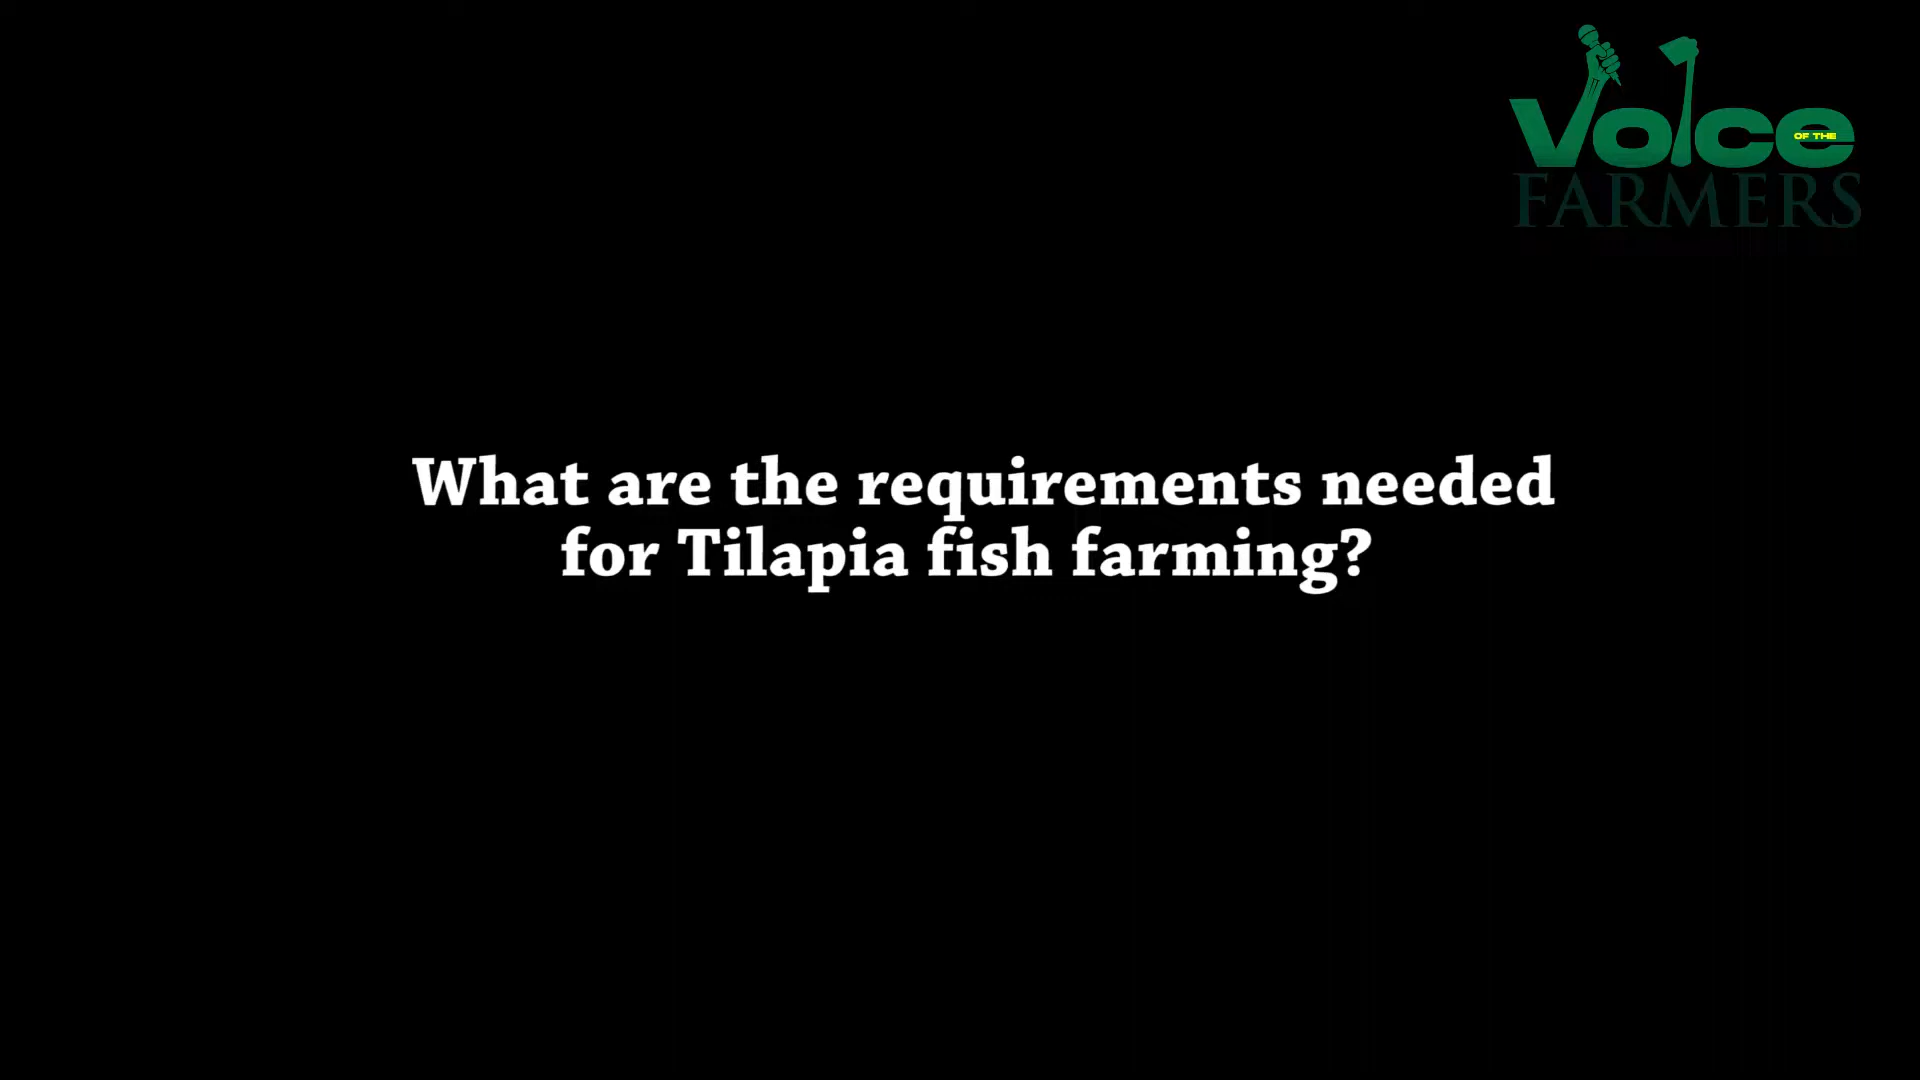 Voice
OF THE
FARMERS
What are the requirements needed
for Tilapia fish farming?